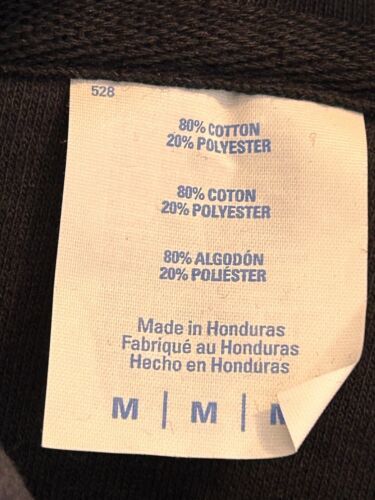 528
80% COTTON
20% POLYESTER
80% COTON
20% POLYESTER
80% ALGODÓN
20% POLIÉSTER
Made in Honduras
Fabriqué au Honduras
Hecho en Honduras
M | M |